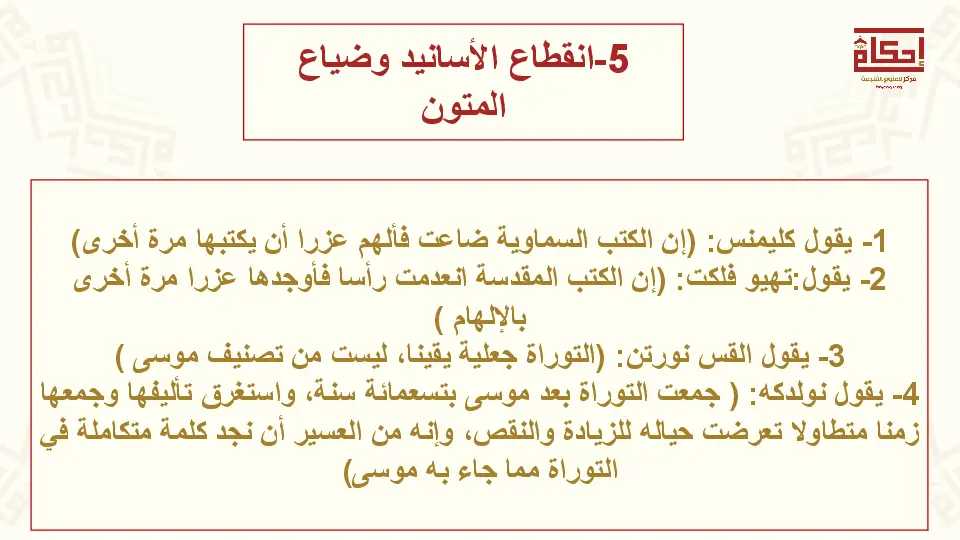 5-انقطاع الأسانيد وضياع
المتون
إحكام
مركز للعلوم الشرعية
1- يقول كليمنس: (إن الكتب السماوية ضاعت فألهم عزرا أن يكتبها مرة أخرى)
2- يقول:تهيو فلكت: (إن الكتب المقدسة انعدمت رأسا فأوجدها عزرا مرة أخرى
بالإلهام )
3- يقول القس نورتن: (التوراة جعلية يقينا، ليست من تصنيف موسى )
4- يقول نولدكه: ( جمعت التوراة بعد موسى بتسعمائة سنة، واستغرق تأليفها وجمعها
زمنا متطاولا تعرضت حياله للزيادة والنقص، وإنه من العسير أن نجد كلمة متكاملة في
التوراة مما جاء به موسى)